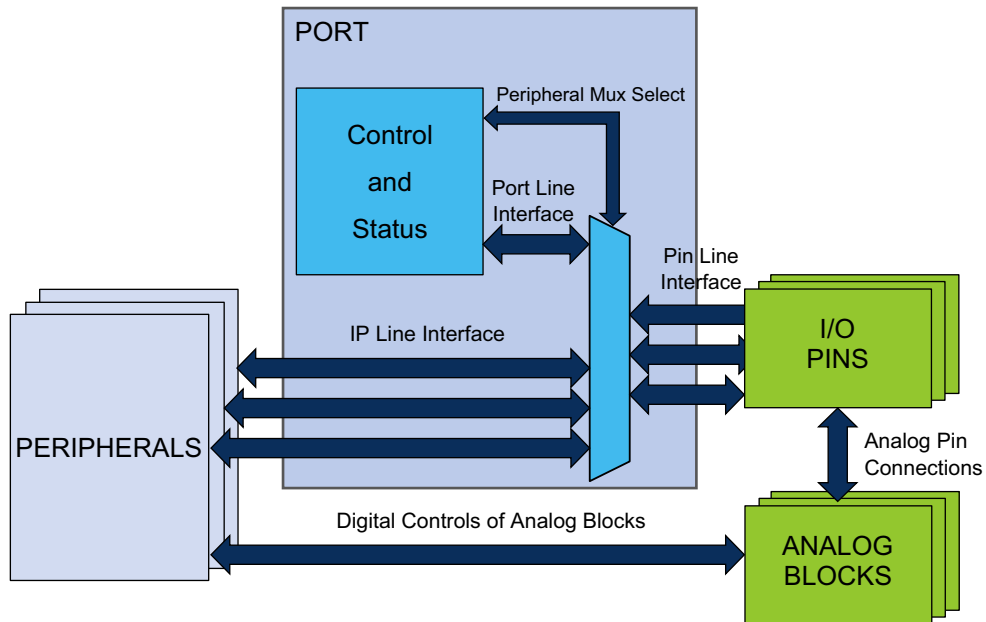 PORT
Peripheral Mux Select
Control
and
Status
Port Line
Interface
Pin Line
Interface
I/O
PINS
IP Line Interface
PERIPHERALS
Analog Pin
Connections
Digital Controls of Analog Blocks
ANALOG
BLOCKS